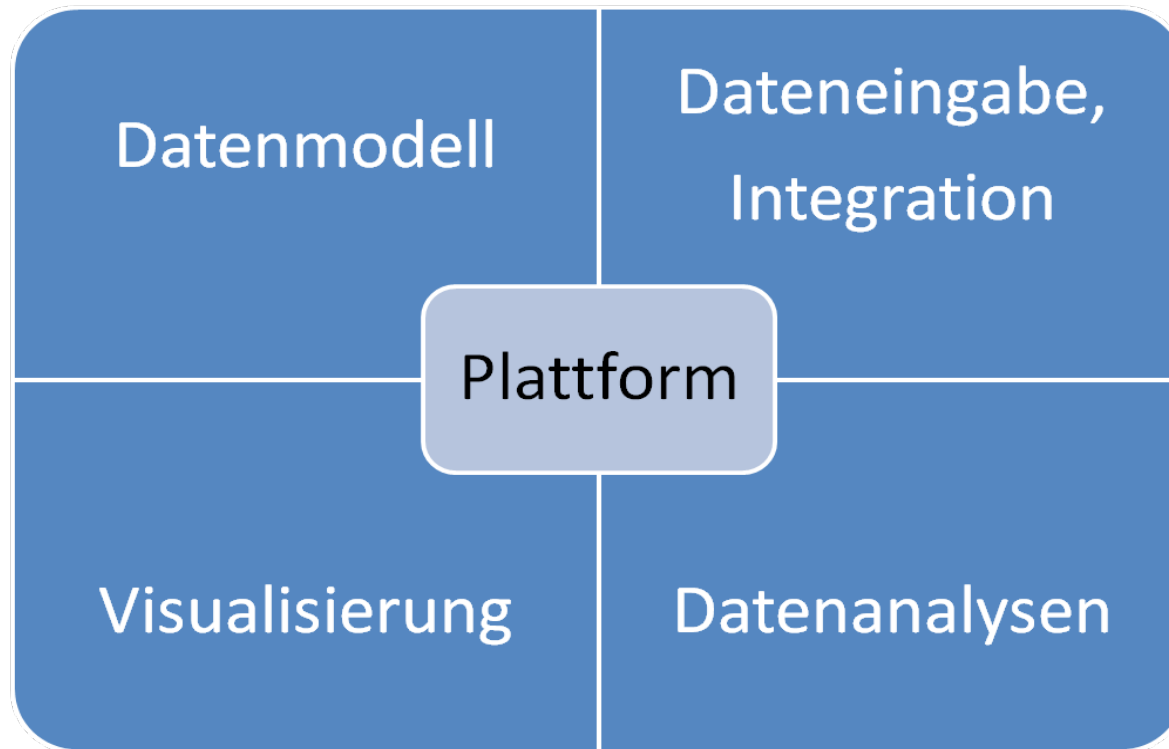 Datenmodell
Dateneingabe,
Integration
Plattform
Visualisierung
Datenanalysen